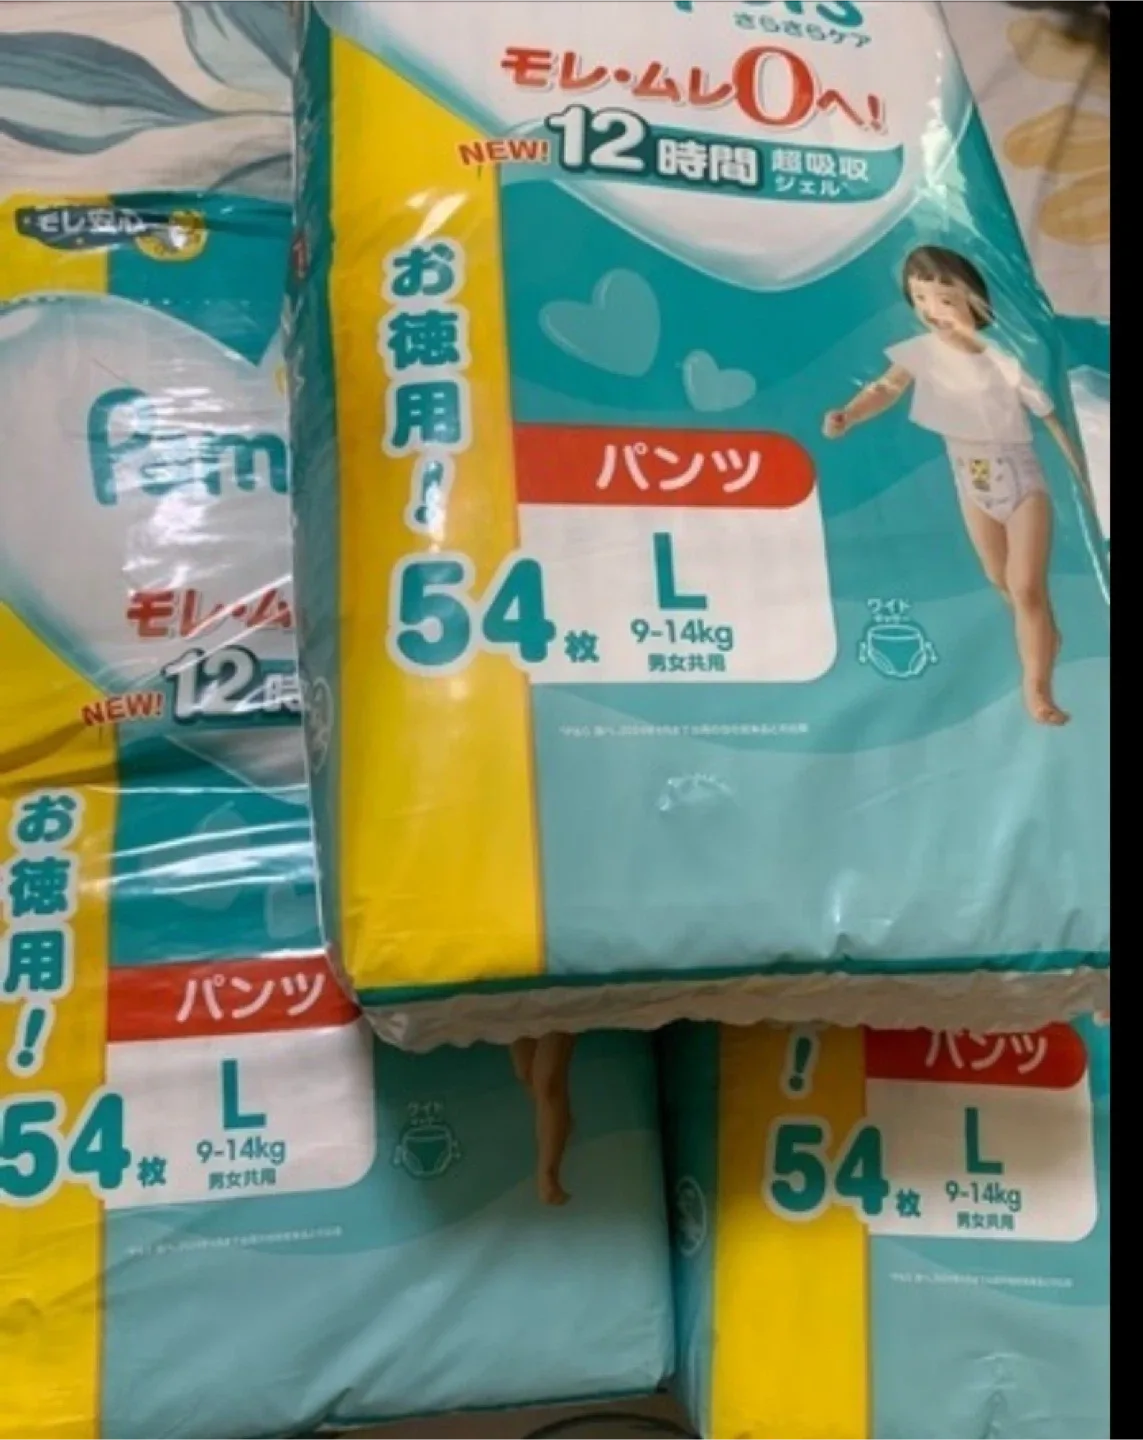 さらさらケア
モレ・ムレ0へ!
NEW! 12時間 超吸収
ジェル
お徳用!
パンツ
54枚
L
9-14kg
男女共用
ワイド
モレ安心
Pam
モレ・ム
NEW! 12時
お徳用!
パンツ
54枚
L
9-14kg
男女共用
ワイド
!
パンツ
54枚
L
9-14kg
男女共用